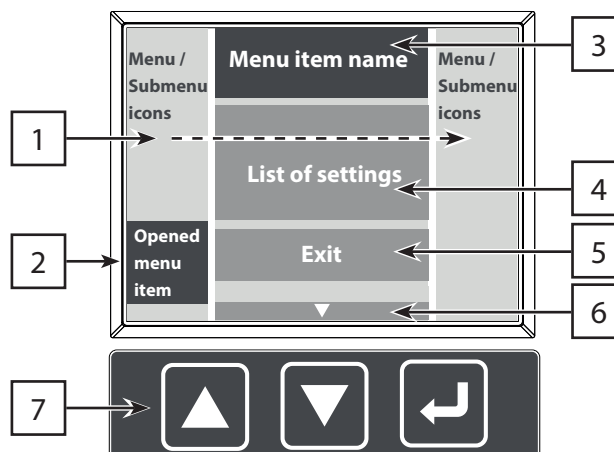 Menu /
Submenu
icons
Menu item name
Menu /
Submenu
icons
3
1
List of settings
4
Opened
menu
item
2
Exit
5
6
7